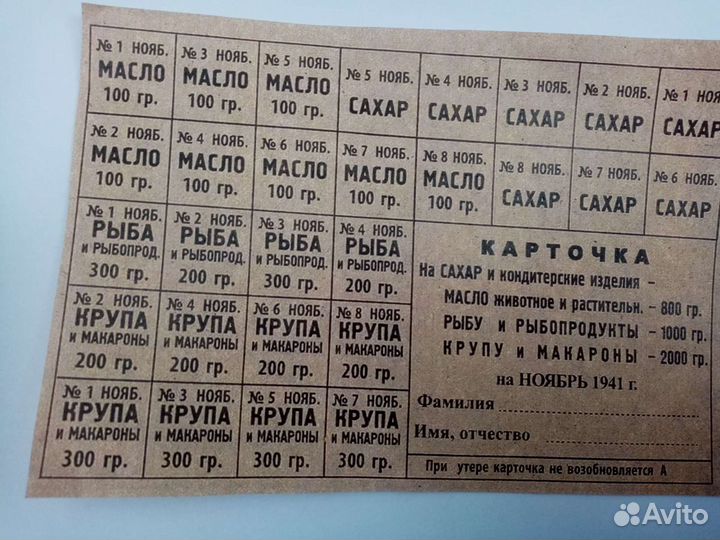 № 1 НОЯБ.
МАСЛО
100 гр.
№ 3 НОЯБ.
МАСЛО
100 гр.
№ 5 НОЯБ.
МАСЛО
100 гр.
№ 5 НОЯБ.
САХАР
№ 4 НОЯБ.
САХАР
№ 3 НОЯБ.
САХАР
№ 2 НОЯБ.
САХАР
№ 1 НОЯБ.
САХАР
№ 2 НОЯБ.
МАСЛО
100 гр.
№ 4 НОЯБ.
МАСЛО
100 гр.
№ 6 НОЯБ.
МАСЛО
100 гр.
№ 7 НОЯБ.
МАСЛО
100 гр.
№ 8 НОЯБ.
МАСЛО
100 гр.
№ 8 НОЯБ.
САХАР
№ 7 НОЯБ.
САХАР
№ 6 НОЯБ.
САХАР
№ 1 НОЯБ.
РЫБА
и РЫБОПРОД.
300 гр.
№ 2 НОЯБ.
РЫБА
и РЫБОПРОД.
200 гр.
№ 3 НОЯБ.
РЫБА
и РЫБОПРОД.
300 гр.
№ 4 НОЯБ.
РЫБА
и РЫБОПРОД.
200 гр.
№ 2 НОЯБ.
КРУПА
и МАКАРОНЫ
200 гр.
№ 4 НОЯБ.
КРУПА
и МАКАРОНЫ
200 гр.
№ 6 НОЯБ.
КРУПА
и МАКАРОНЫ
200 гр.
№ 8 НОЯБ.
КРУПА
и МАКАРОНЫ
200 гр.
№ 1 НОЯБ.
КРУПА
и МАКАРОНЫ
300 гр.
№ 3 НОЯБ.
КРУПА
и МАКАРОНЫ
300 гр.
№ 5 НОЯБ.
КРУПА
и МАКАРОНЫ
300 гр.
№ 7 НОЯБ.
КРУПА
и МАКАРОНЫ
300 гр.
КАРТОЧКА
На САХАР и кондитерские изделия –
МАСЛО животное и растительн. – 800 гр.
РЫБУ и РЫБОПРОДУКТЫ – 1000 гр.
КРУПУ и МАКАРОНЫ – 2000 гр.
на НОЯБРЬ 1941 г.
Фамилия
Имя, отчество
При утере карточка не возобновляется А
Avito